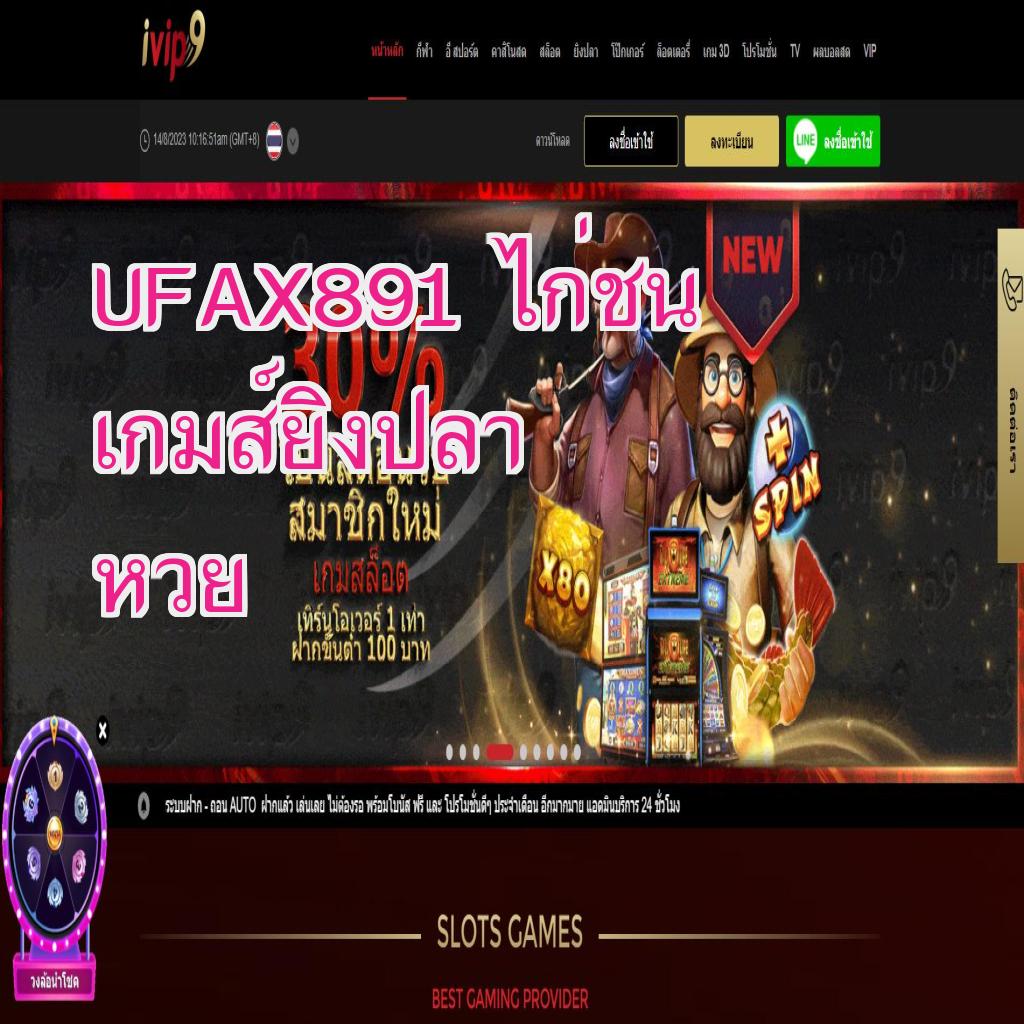 ivip9
หน้าหลัก กีฬา อี สปอร์ต คาสิโนสด สล็อต ยิงปลา โป๊กเกอร์ ล็อตเตอรี่ เกม 3D โปรโมชั่น TV ผลบอลสด VIP
14/8/2023 10:16:51am (GMT+8)
ดาวน์โหลด ลงชื่อเข้าใช้ ลงทะเบียน LINE ลงชื่อเข้าใช้
NEW
UFAX891 ไก่ชน
30%
เกมส์ยิงปลา
สมาชิกใหม่
+ SPIN
หวย
เกมสล็อต
X80
EXTREME
เทิร์นโอเวอร์ 1 เท่า
ฝากขั้นต่ำ 100 บาท
ติดต่อเรา
X
ระบบฝาก - ถอน AUTO ฝากแล้ว เล่นเลย ไม่ต้องรอ พร้อมโบนัส ฟรี และ โปรโมชั่นดีๆ ประจำเดือน อีกมากมาย แอดมินบริการ 24 ชั่วโมง
วงล้อนำโชค
SLOTS GAMES
BEST GAMING PROVIDER